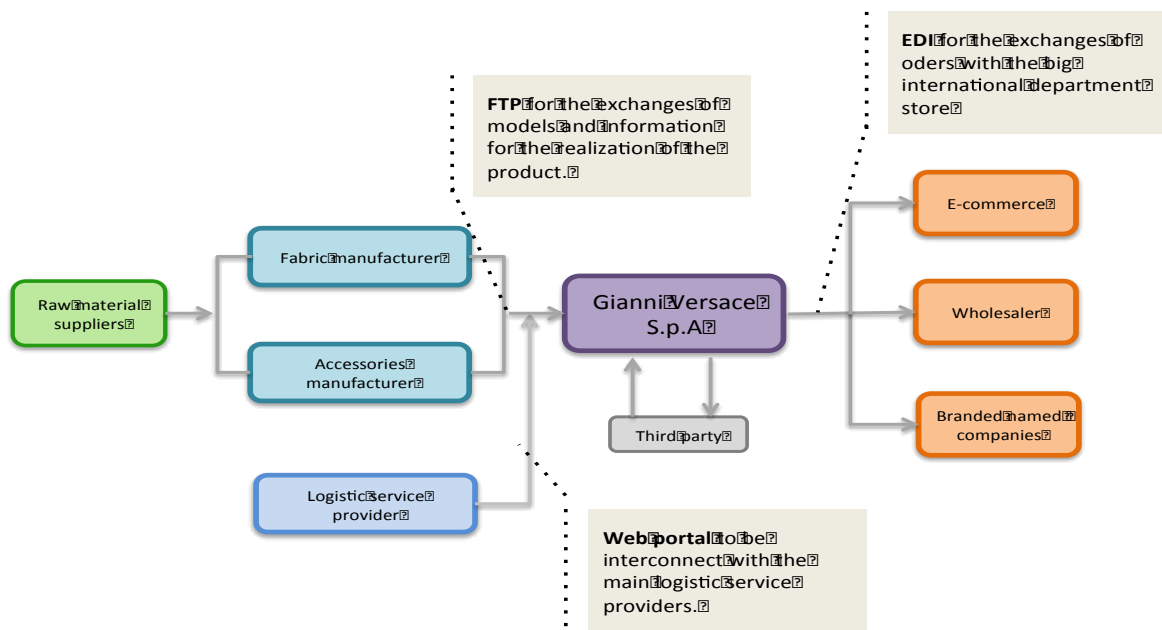 EDI for the exchanges of
oders with the big
international department
store
FTP for the exchanges of
models and information
for the realization of the
product.
E-commerce
Fabric manufacturer
Raw material
suppliers
Gianni Versace
S.p.A
Wholesaler
Accessories
manufacturer
Third party
Branded named
companies
Logistic service
provider
Web portal to be
interconnect with the
main logistic service
providers.